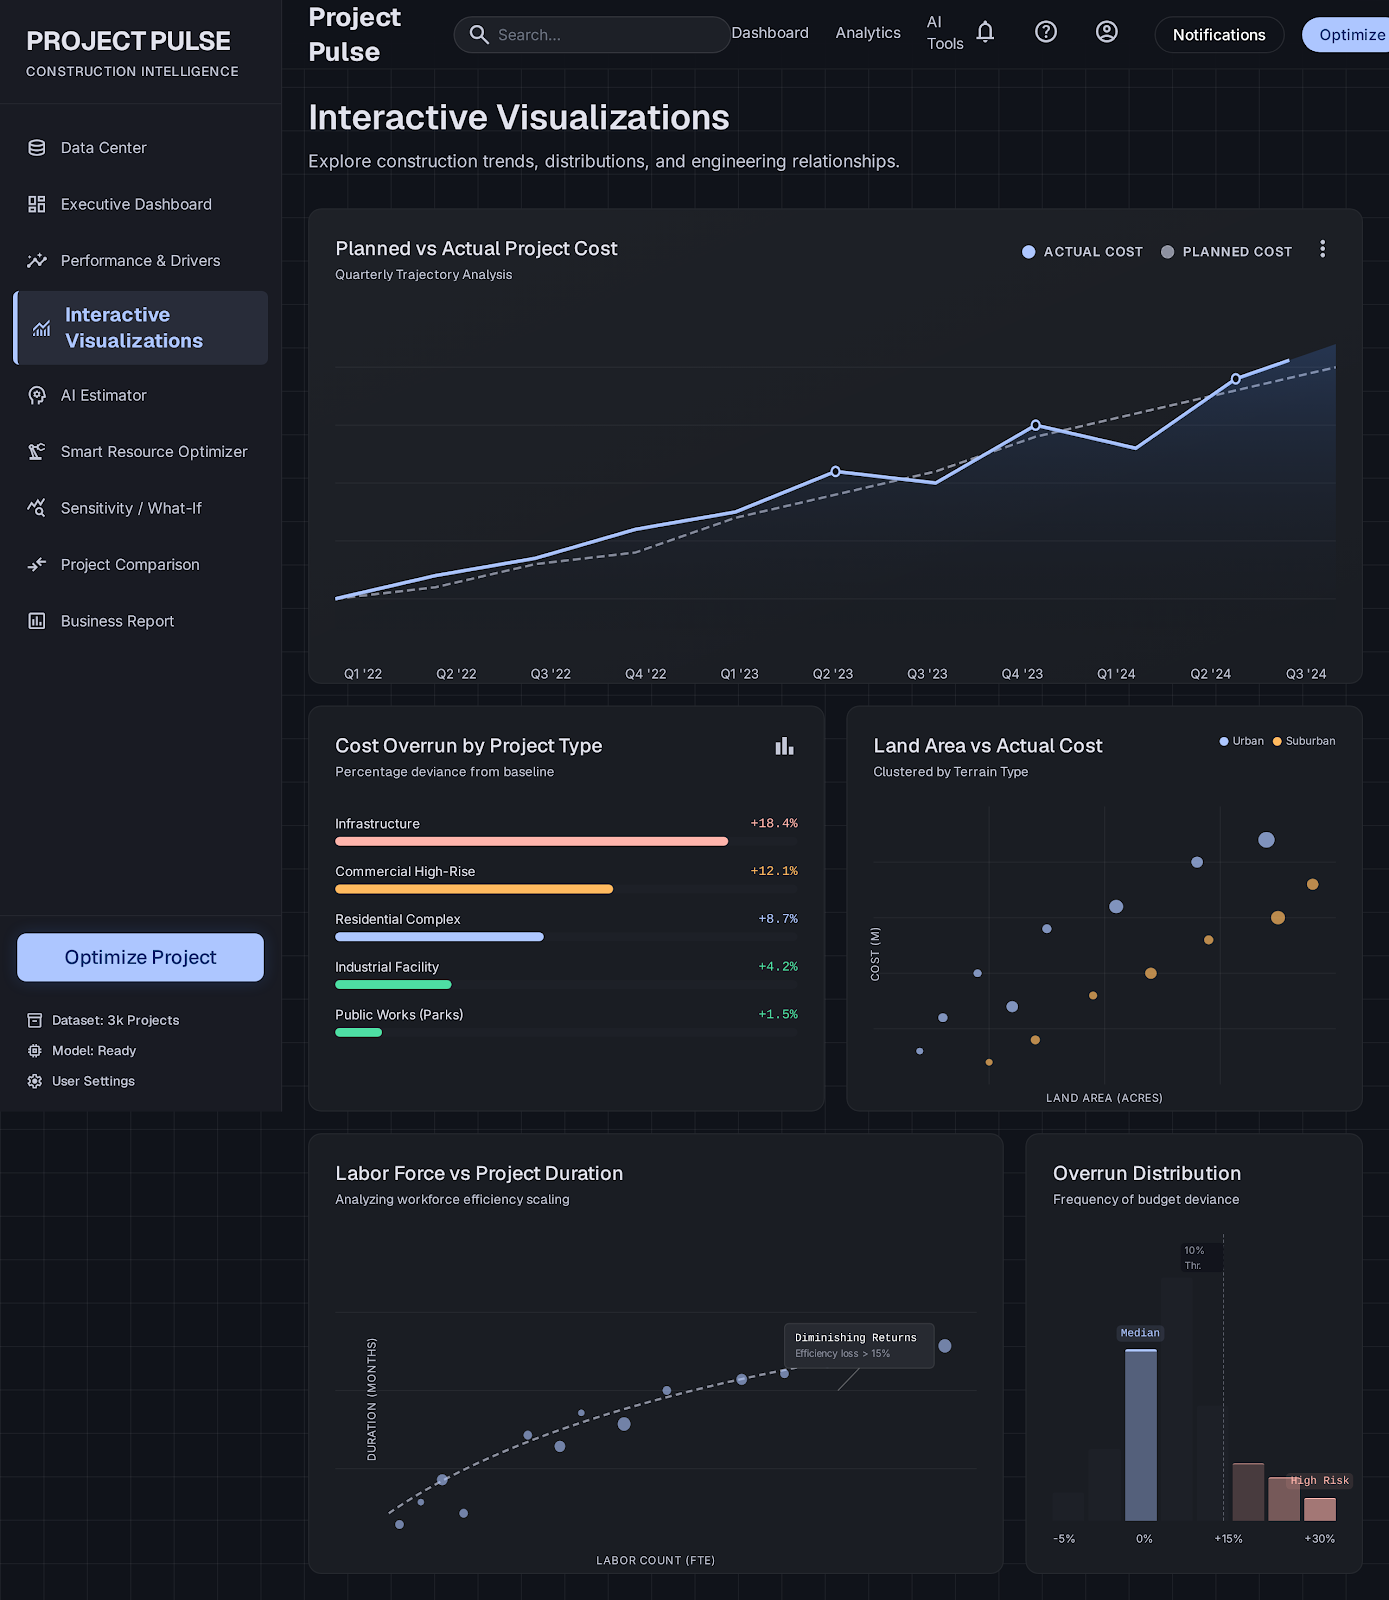 PROJECT PULSE
CONSTRUCTION INTELLIGENCE
Data Center
Executive Dashboard
Performance & Drivers
Interactive
Visualizations
AI Estimator
Smart Resource Optimizer
Sensitivity / What-If
Project Comparison
Business Report
Optimize Project
Dataset: 3k Projects
Model: Ready
User Settings
Project
Pulse
Search...
Dashboard
Analytics
AI
Tools
Notifications
Optimize
Interactive Visualizations
Explore construction trends, distributions, and engineering relationships.
Planned vs Actual Project Cost
Quarterly Trajectory Analysis
ACTUAL COST
PLANNED COST
Q1 '22
Q2 '22
Q3 '22
Q4 '22
Q1 '23
Q2 '23
Q3 '23
Q4 '23
Q1 '24
Q2 '24
Q3 '24
Cost Overrun by Project Type
Percentage deviance from baseline
Infrastructure +18.4%
Commercial High-Rise +12.1%
Residential Complex +8.7%
Industrial Facility +4.2%
Public Works (Parks) +1.5%
Land Area vs Actual Cost
Clustered by Terrain Type
Urban
Suburban
COST (M)
LAND AREA (ACRES)
Labor Force vs Project Duration
Analyzing workforce efficiency scaling
Diminishing Returns
Efficiency loss > 15%
DURATION (MONTHS)
LABOR COUNT (FTE)
Overrun Distribution
Frequency of budget deviance
10%
Thr.
Median
High Risk
-5%
0%
+15%
+30%